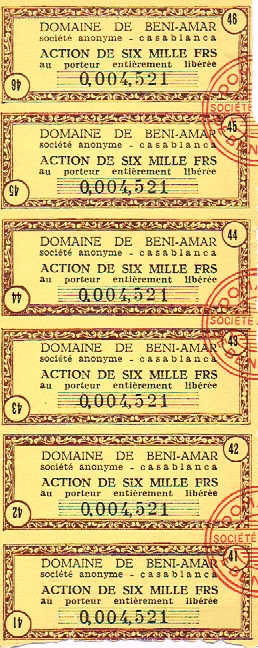 46
DOMAINE DE BENI-AMAR
société anonyme - casablanca
ACTION DE SIX MILLE FRS
au porteur entièrement libérée
0,004,521
46
45
DOMAINE DE BENI-AMAR
société anonyme - casablanca
ACTION DE SIX MILLE FRS
au porteur entièrement libérée
0,004,521
45
SOCIÉTÉ
44
DOMAINE DE BENI-AMAR
société anonyme - casablanca
ACTION DE SIX MILLE FRS
au porteur entièrement libérée
0,004,521
44
SOCIÉTÉ
43
DOMAINE DE BENI-AMAR
société anonyme - casablanca
ACTION DE SIX MILLE FRS
au porteur entièrement libérée
0,004,521
43
42
DOMAINE DE BENI-AMAR
société anonyme - casablanca
ACTION DE SIX MILLE FRS
au porteur entièrement libérée
0,004,521
42
SOCIÉTÉ
41
DOMAINE DE BENI-AMAR
société anonyme - casablanca
ACTION DE SIX MILLE FRS
au porteur entièrement libérée
0,004,521
41